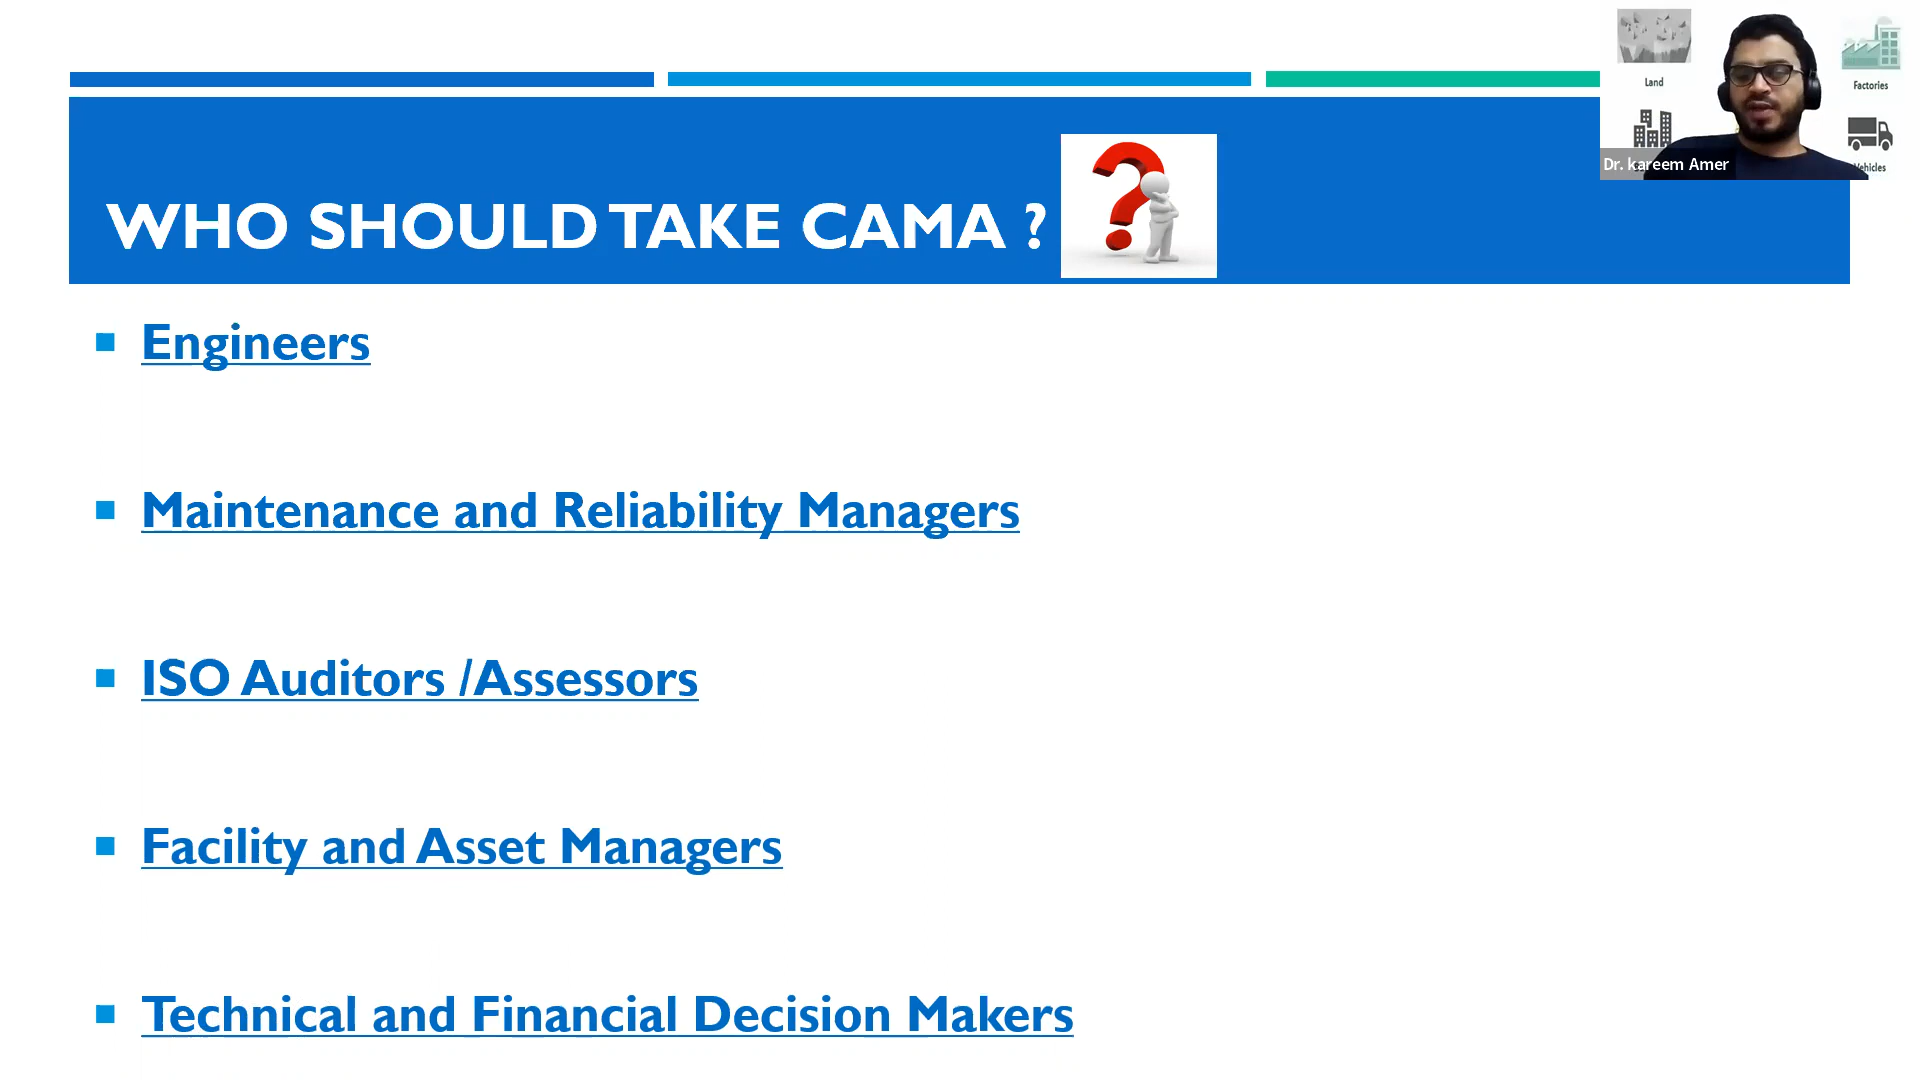 Land
Factories
Vehicles
Dr. kareem Amer
WHO SHOULD TAKE CAMA ?
Engineers
Maintenance and Reliability Managers
ISO Auditors /Assessors
Facility and Asset Managers
Technical and Financial Decision Makers